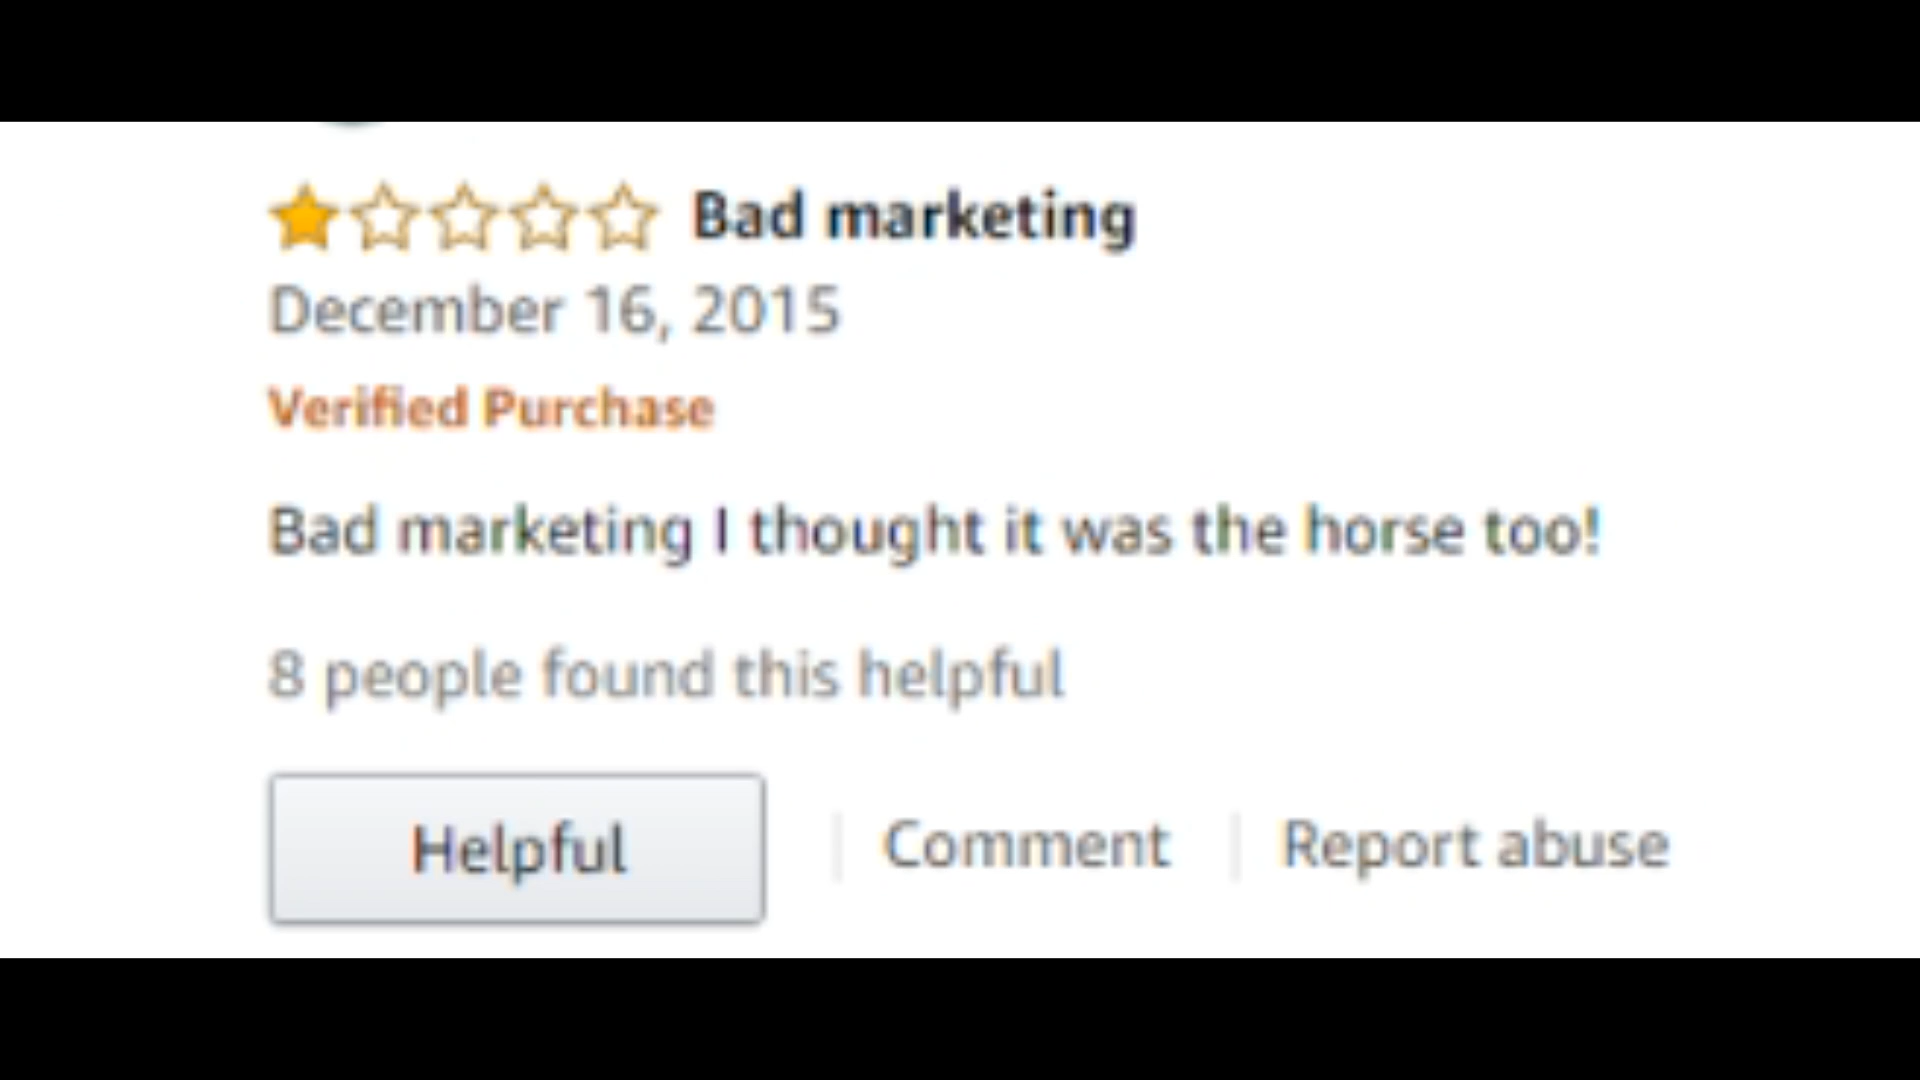 Bad marketing
December 16, 2015
Verified Purchase
Bad marketing I thought it was the horse too!
8 people found this helpful
Helpful
Comment
Report abuse